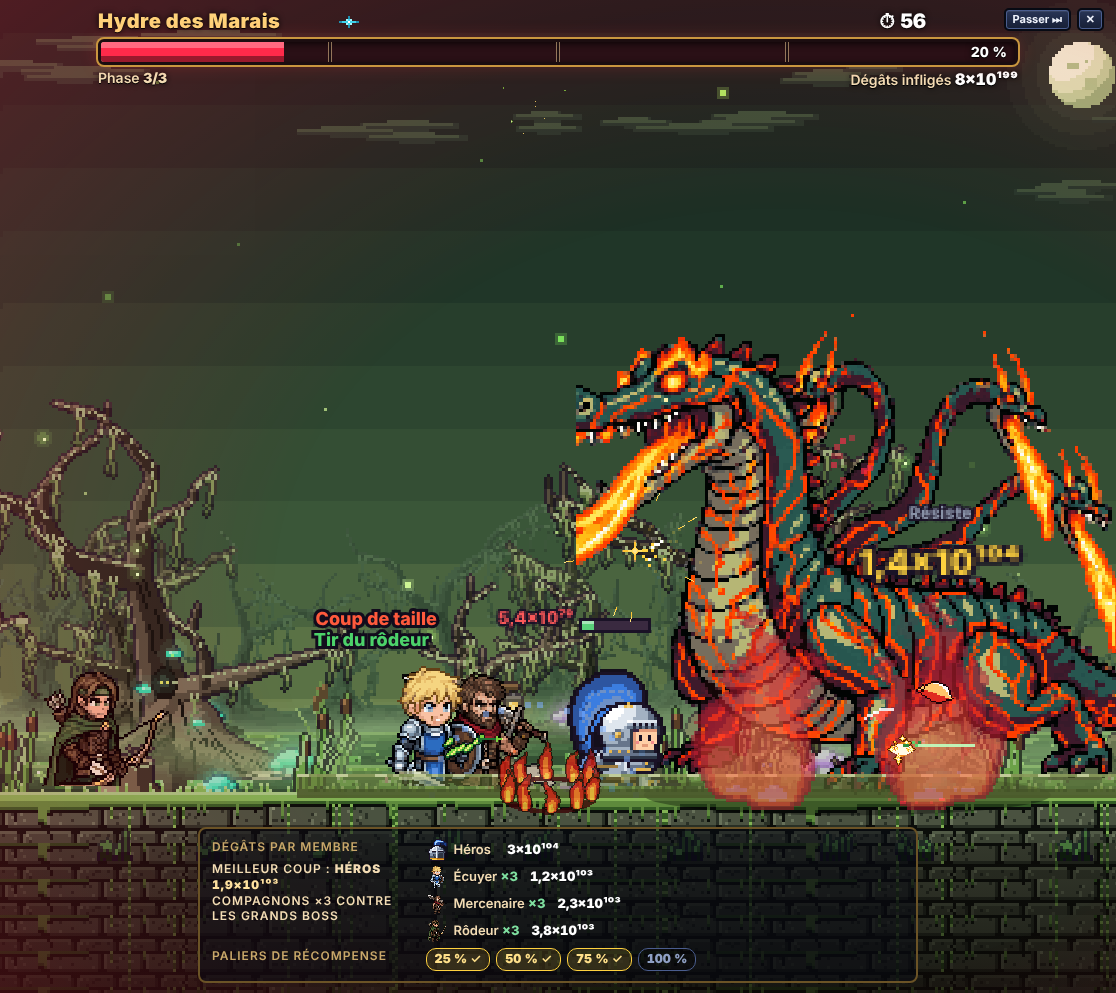 Hydre des Marais
56
Passer
20 %
Phase 3/3
Dégâts infligés 8×10¹⁹⁹
Résiste
1,4×10¹⁰⁴
Coup de taille
5,4×10⁷⁹
Tir du rôdeur
DÉGÂTS PAR MEMBRE
MEILLEUR COUP : HÉROS
1,9×10¹⁰³
COMPAGNONS ×3 CONTRE
LES GRANDS BOSS
Héros 3×10¹⁰⁴
Écuyer ×3 1,2×10¹⁰³
Mercenaire ×3 2,3×10¹⁰³
Rôdeur ×3 3,8×10¹⁰³
PALIERS DE RÉCOMPENSE
25 % ✓ 50 % ✓ 75 % ✓ 100 %